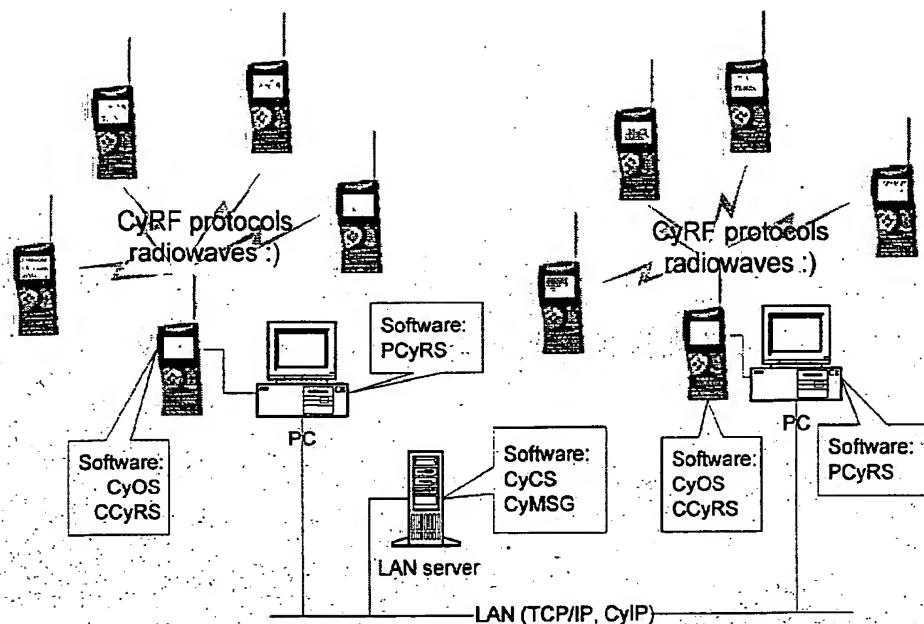 CyRF protocols
radiowaves :)
CyRF protocols
radiowaves :)
Software:
PCyRS
PC
Software:
CyOS
CCyRS
Software:
CyCS
CyMSG
LAN server
Software:
CyOS
CCyRS
PC
Software:
PCyRS
LAN (TCP/IP, CyIP)